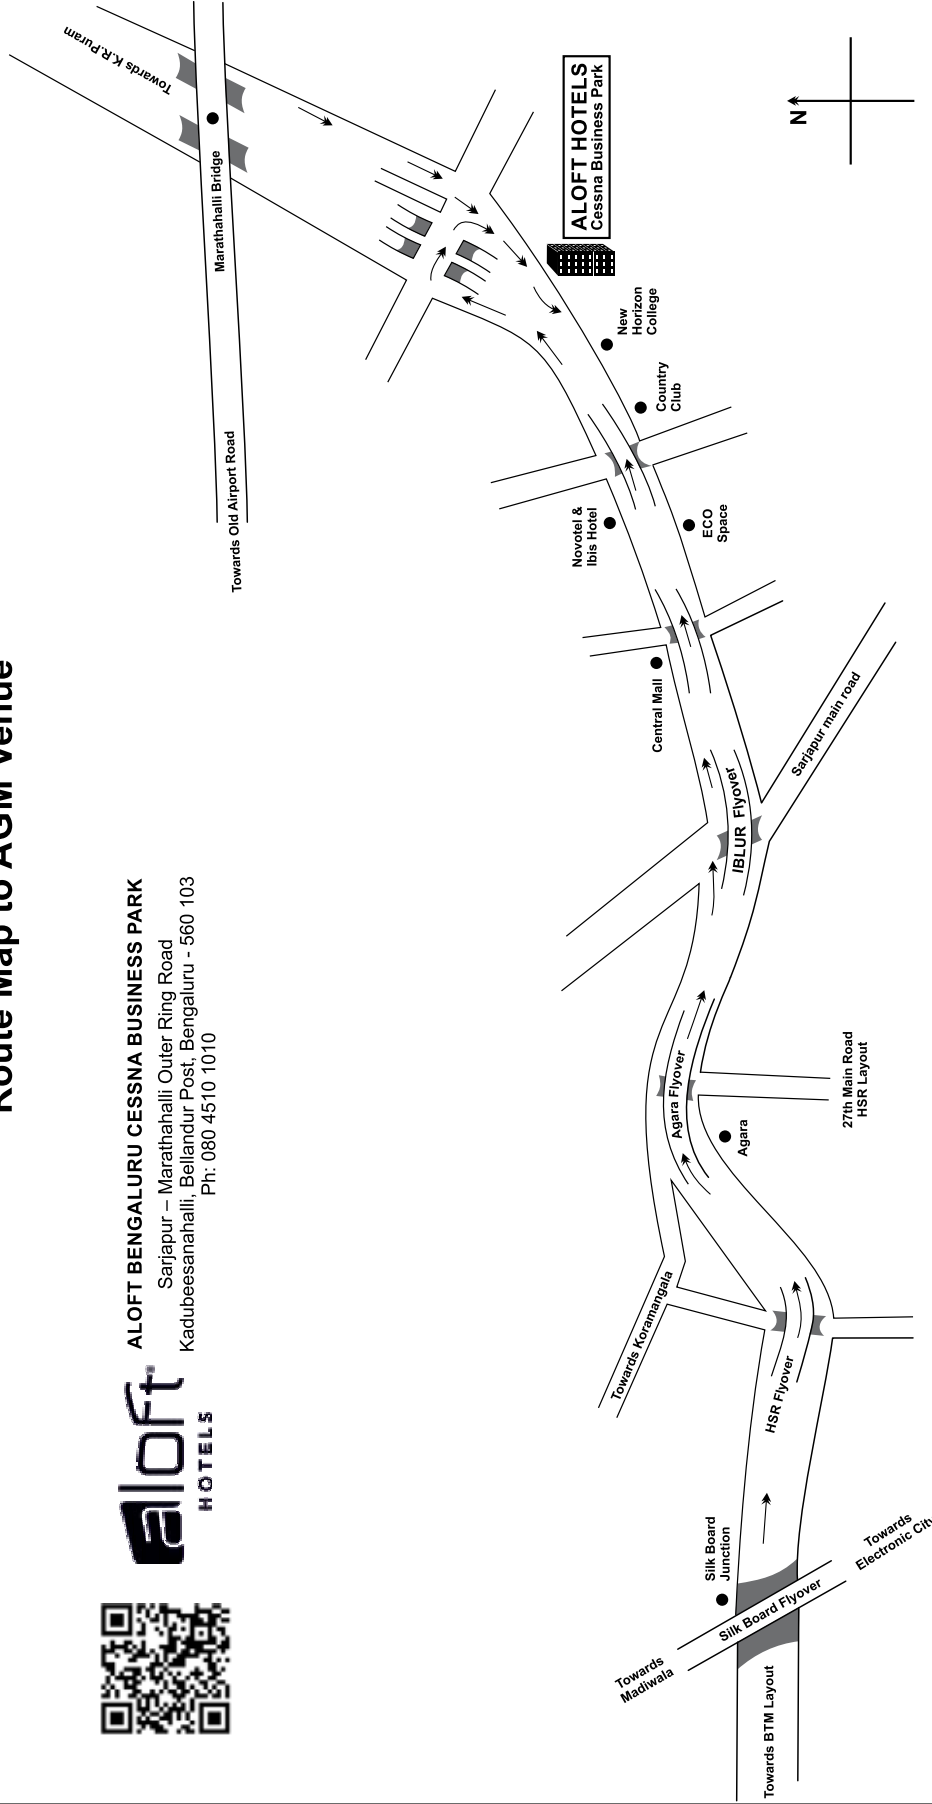 Route Map to AGM Venue
aloft
HOTELS
ALOFT BENGALURU CESSNA BUSINESS PARK
Sarjapur – Marathahalli Outer Ring Road
Kadubeesanahalli, Bellandur Post, Bengaluru - 560 103
Ph: 080 4510 1010
Towards K.R.Puram
Marathahalli Bridge
Towards Old Airport Road
ALOFT HOTELS
Cessna Business Park
N
New
Horizon
College
Country
Club
Novotel &
Ibis Hotel
ECO
Space
Central Mall
Sarjapur main road
IBLUR Flyover
Agara Flyover
Agara
27th Main Road
HSR Layout
Towards Koramangala
HSR Flyover
Silk Board
Junction
Silk Board Flyover
Towards
Electronic City
Towards
Madiwala
Towards BTM Layout